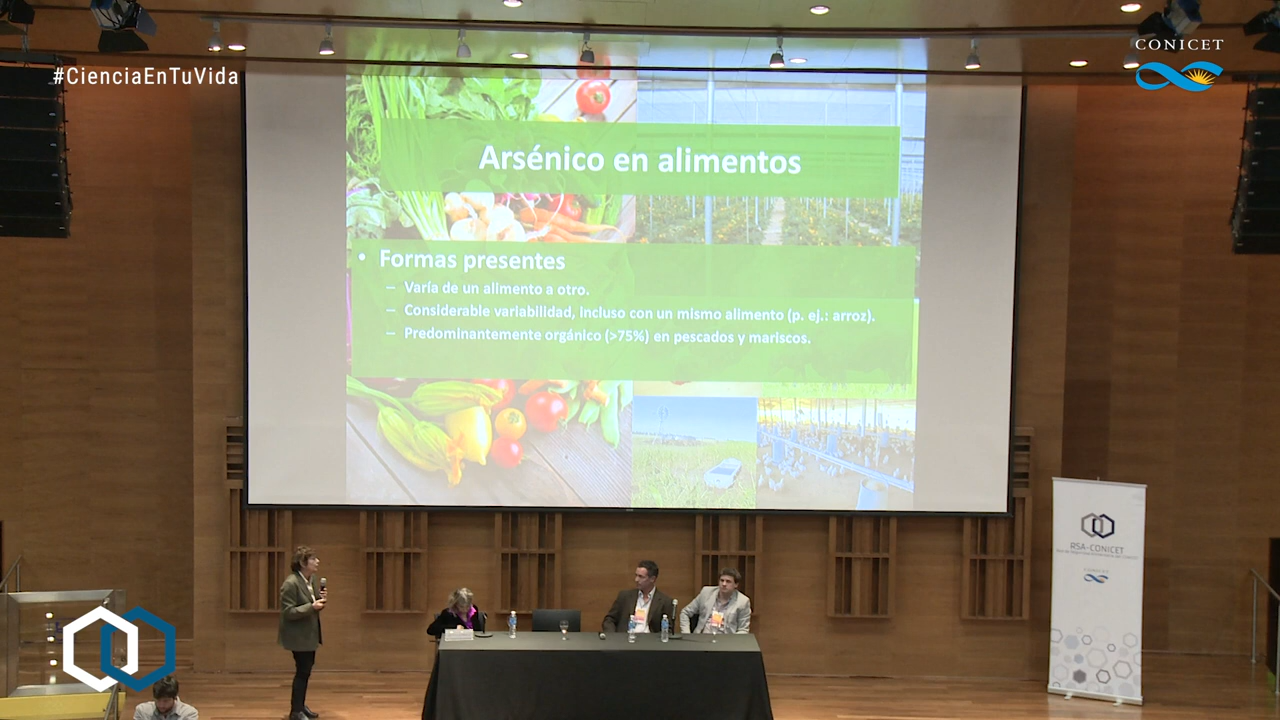 #CienciaEnTuVida
CONICET
Arsénico en alimentos
• Formas presentes
– Varía de un alimento a otro.
– Considerable variabilidad, incluso con un mismo alimento (p. ej.: arroz).
– Predominantemente orgánico (>75%) en pescados y mariscos.
RSA-CONICET